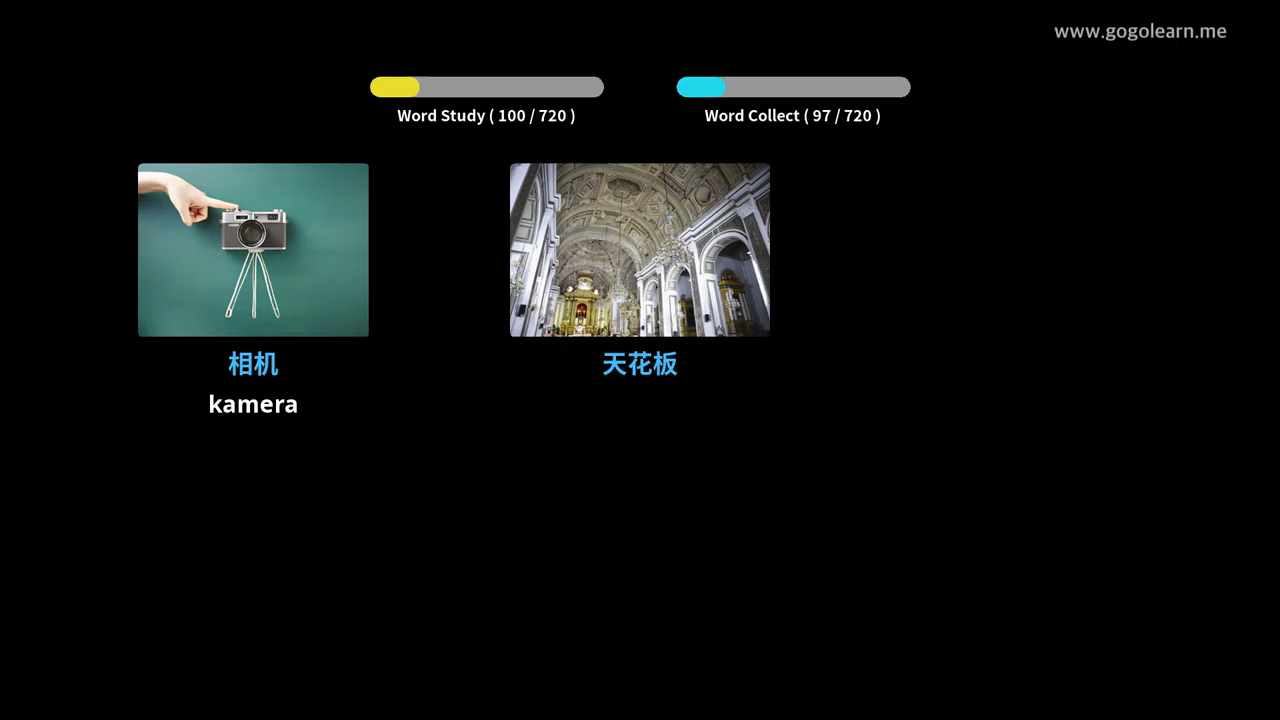 www.gogolearn.me
Word Study ( 100 / 720 )
Word Collect ( 97 / 720 )
相机
天花板
kamera